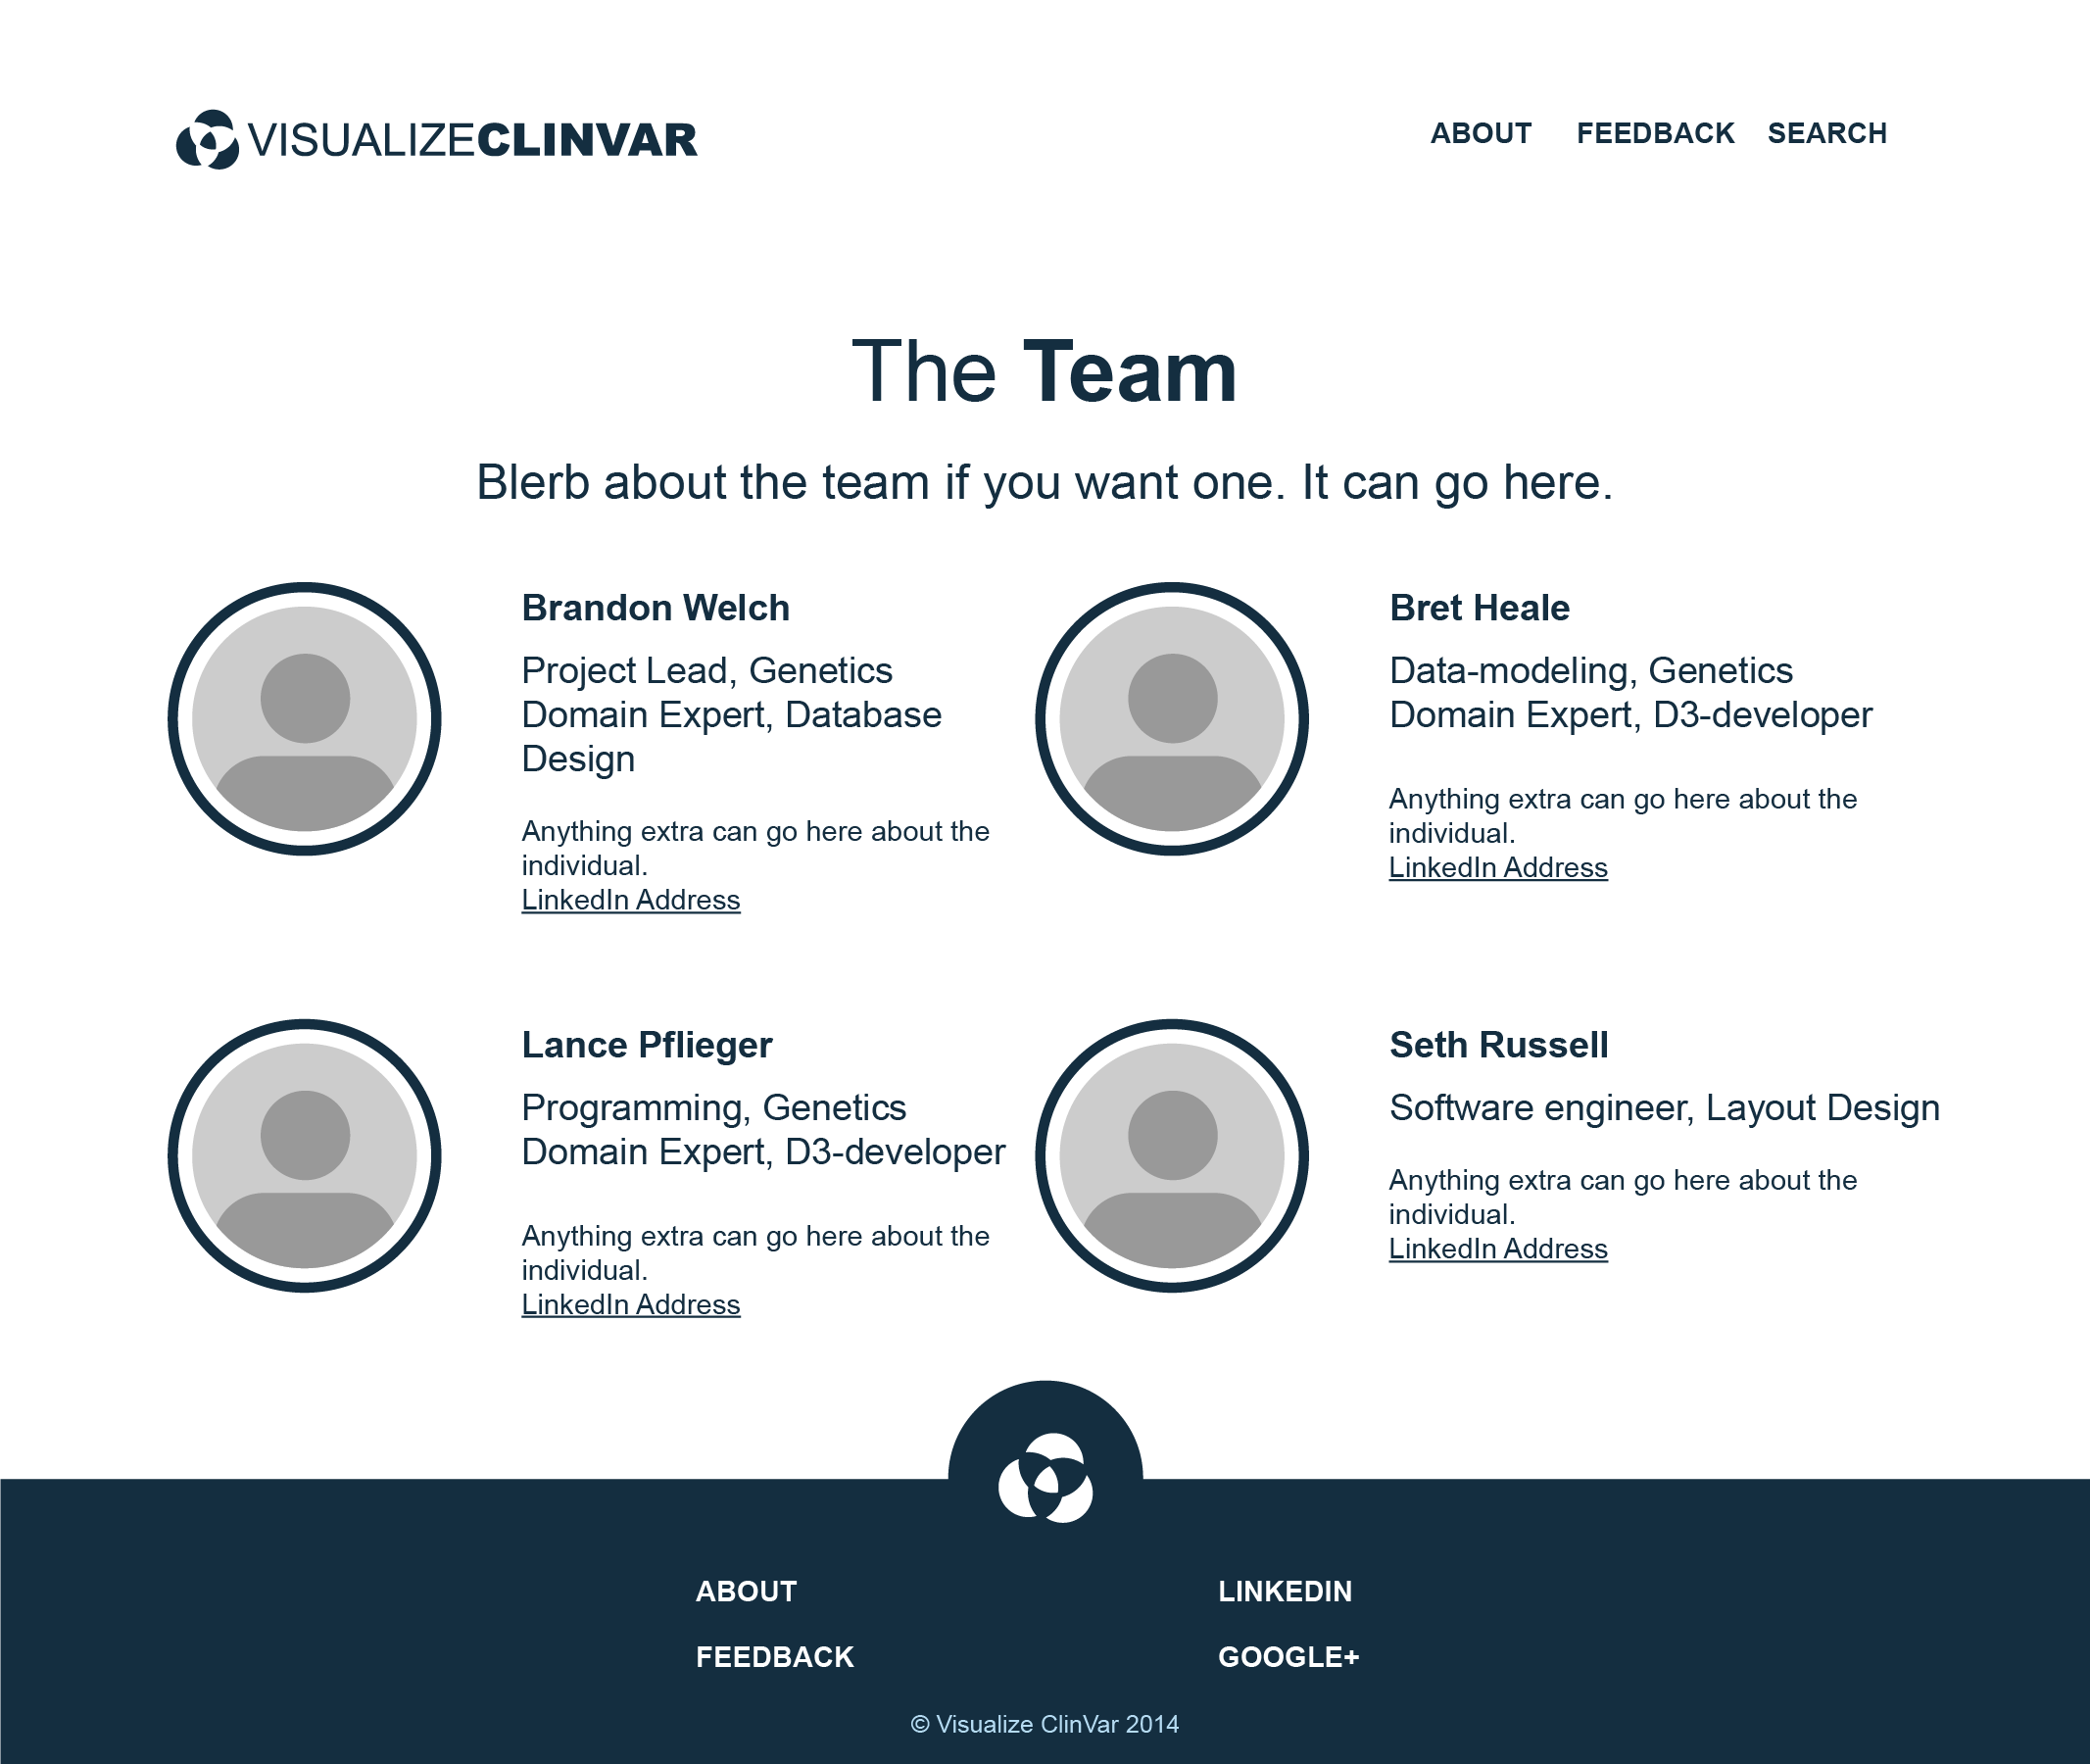 VISUALIZECLINVAR
ABOUT FEEDBACK SEARCH
The Team
Blerb about the team if you want one. It can go here.
Brandon Welch
Project Lead, Genetics
Domain Expert, Database
Design
Anything extra can go here about the
individual.
LinkedIn Address
Bret Heale
Data-modeling, Genetics
Domain Expert, D3-developer
Anything extra can go here about the
individual.
LinkedIn Address
Lance Pflieger
Programming, Genetics
Domain Expert, D3-developer
Anything extra can go here about the
individual.
LinkedIn Address
Seth Russell
Software engineer, Layout Design
Anything extra can go here about the
individual.
LinkedIn Address
ABOUT
FEEDBACK
LINKEDIN
GOOGLE+
© Visualize ClinVar 2014